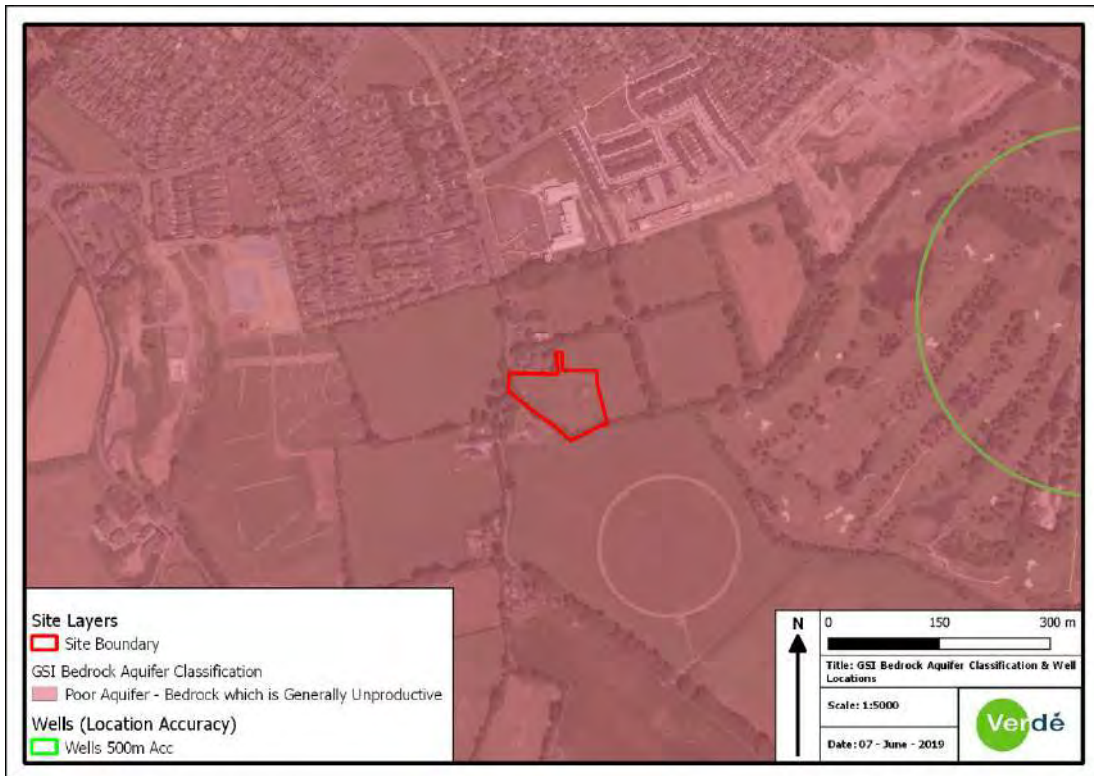 Site Layers
Site Boundary
GSI Bedrock Aquifer Classification
Poor Aquifer - Bedrock which is Generally Unproductive
Wells (Location Accuracy)
Wells 500m Acc
N
0 150 300 m
Title: GSI Bedrock Aquifer Classification & Well
Locations
Scale: 1:5000
Date: 07 - June - 2019
Verdé